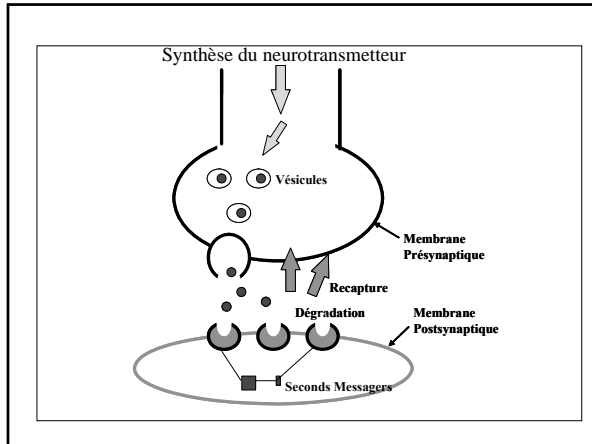 Synthèse du neurotransmetteur
Vésicules
Membrane
Présynaptique
Recapture
Dégradation
Membrane
Postsynaptique
Seconds Messagers